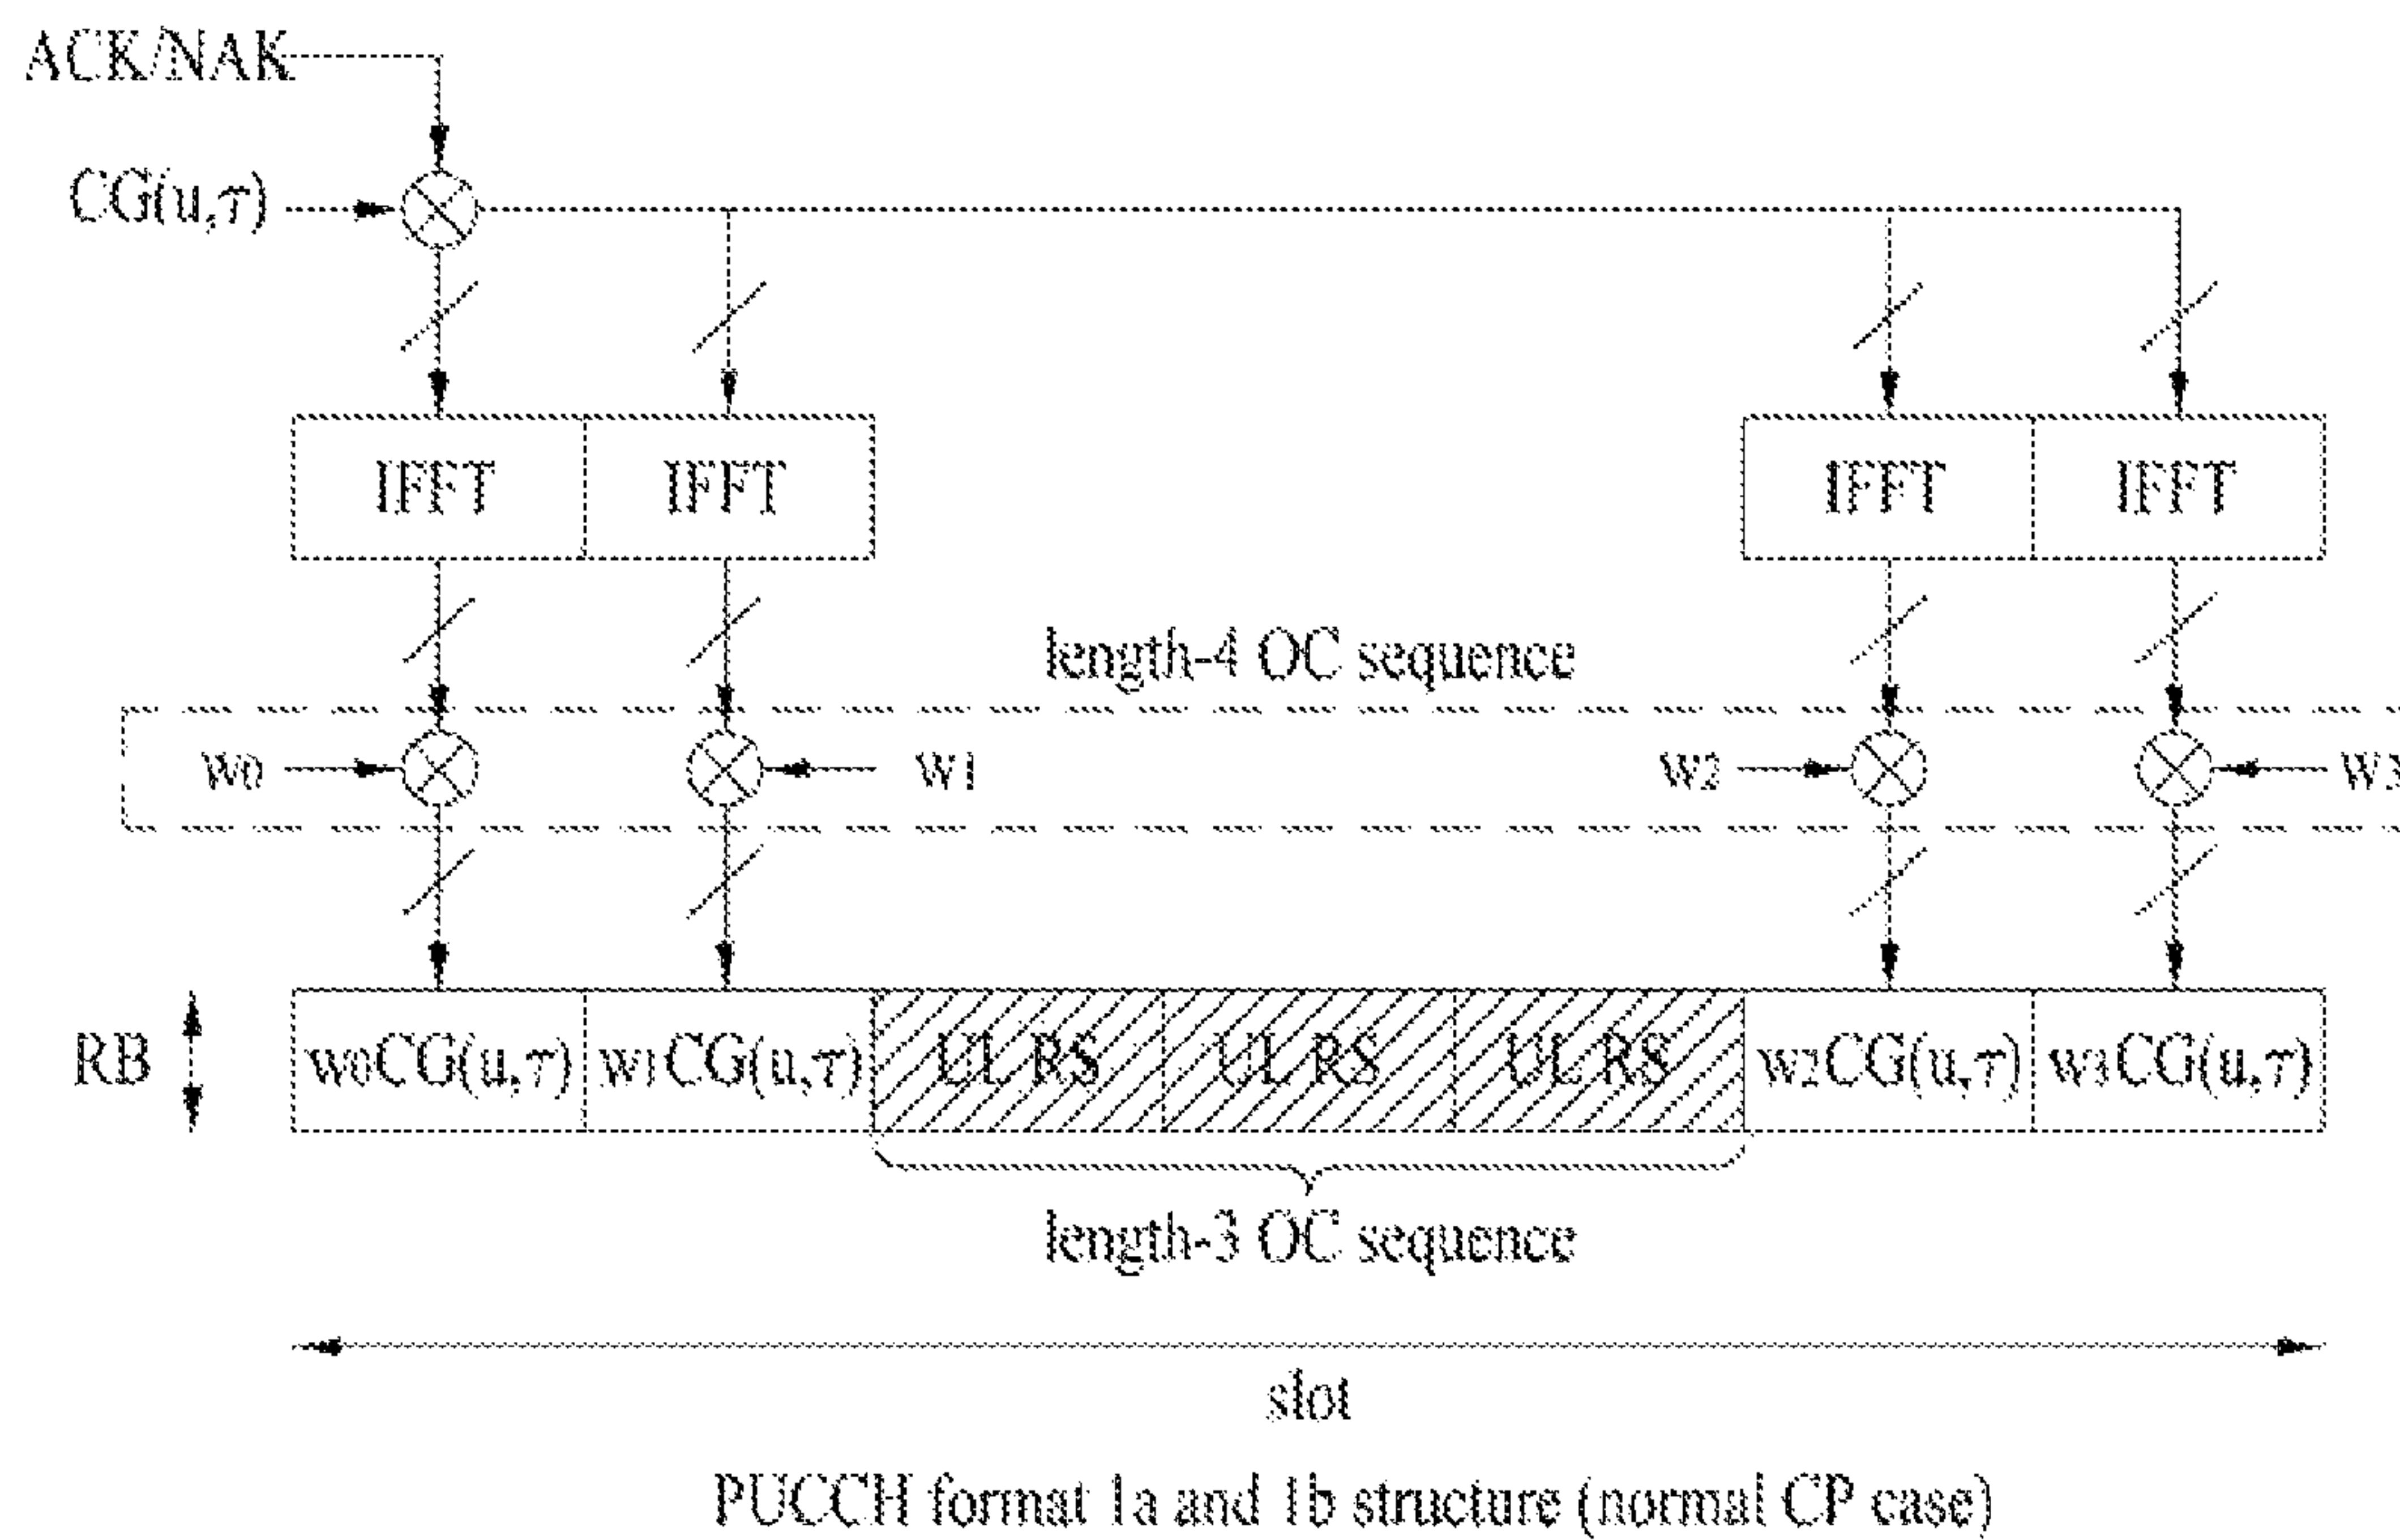 ACK/NAK
CG(u,τ)
IFFT IFFT IFFT IFFT
length-4 OC sequence
w0 w1 w2 w3
RB w0CG(u,τ) w1CG(u,τ) UL RS UL RS UL RS w2CG(u,τ) w3CG(u,τ)
length-3 OC sequence
slot
PUCCH format 1a and 1b structure (normal CP case)